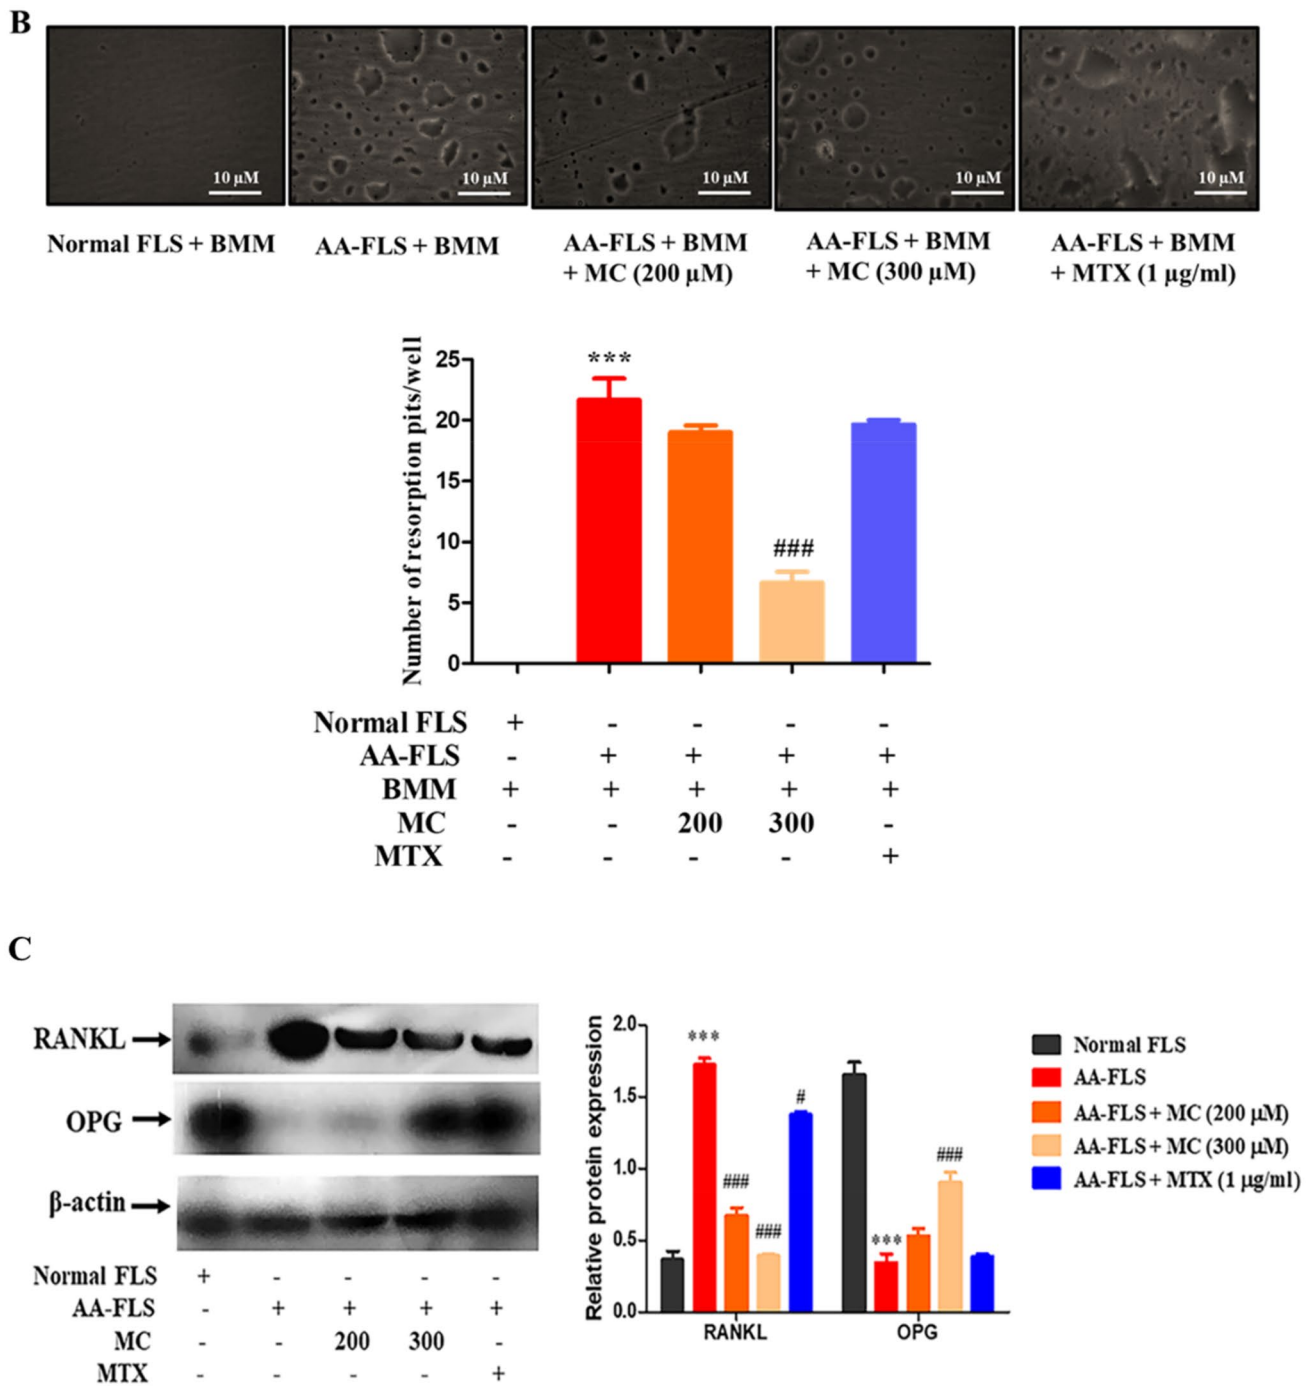 B
10 μM 10 μM 10 μM 10 μM 10 μM
Normal FLS + BMM AA-FLS + BMM AA-FLS + BMM AA-FLS + BMM AA-FLS + BMM
+ MC (200 μM) + MC (300 μM) + MTX (1 μg/ml)
Number of resorption pits/well
25
20
15
10
5
0
***
###
Normal FLS + - - - -
AA-FLS - + + + +
BMM + + + + +
MC - - 200 300 -
MTX - - - - +
C
RANKL
OPG
β-actin
Normal FLS + - - - -
AA-FLS - + + + +
MC - - 200 300 -
MTX - - - - +
Relative protein expression
2.0
1.5
1.0
0.5
0.0
*** ### ### # *** ###
RANKL OPG
Normal FLS
AA-FLS
AA-FLS + MC (200 μM)
AA-FLS + MC (300 μM)
AA-FLS + MTX (1 μg/ml)